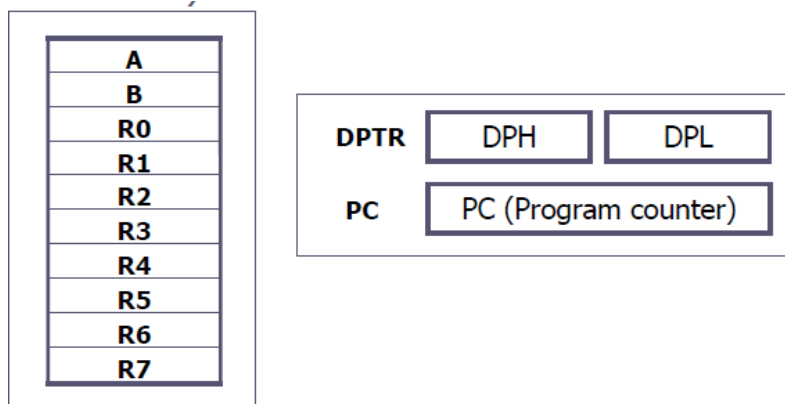 A
B
R0
R1
R2
R3
R4
R5
R6
R7
DPTR DPH DPL
PC PC (Program counter)